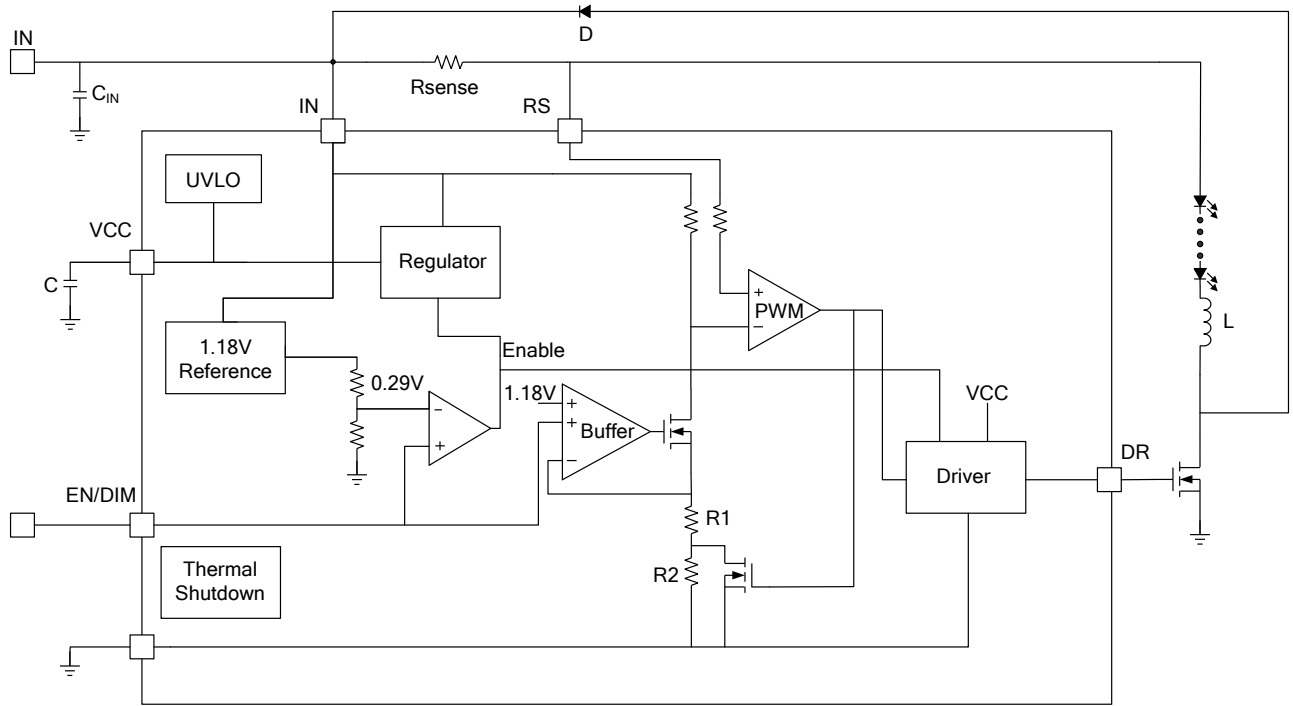 D
IN
Rsense
C_IN
IN
RS
UVLO
VCC
Regulator
C
PWM
+
−
L
1.18V
Reference
Enable
0.29V
−
+
1.18V
+
+
−
Buffer
VCC
Driver
DR
EN/DIM
R1
R2
Thermal
Shutdown